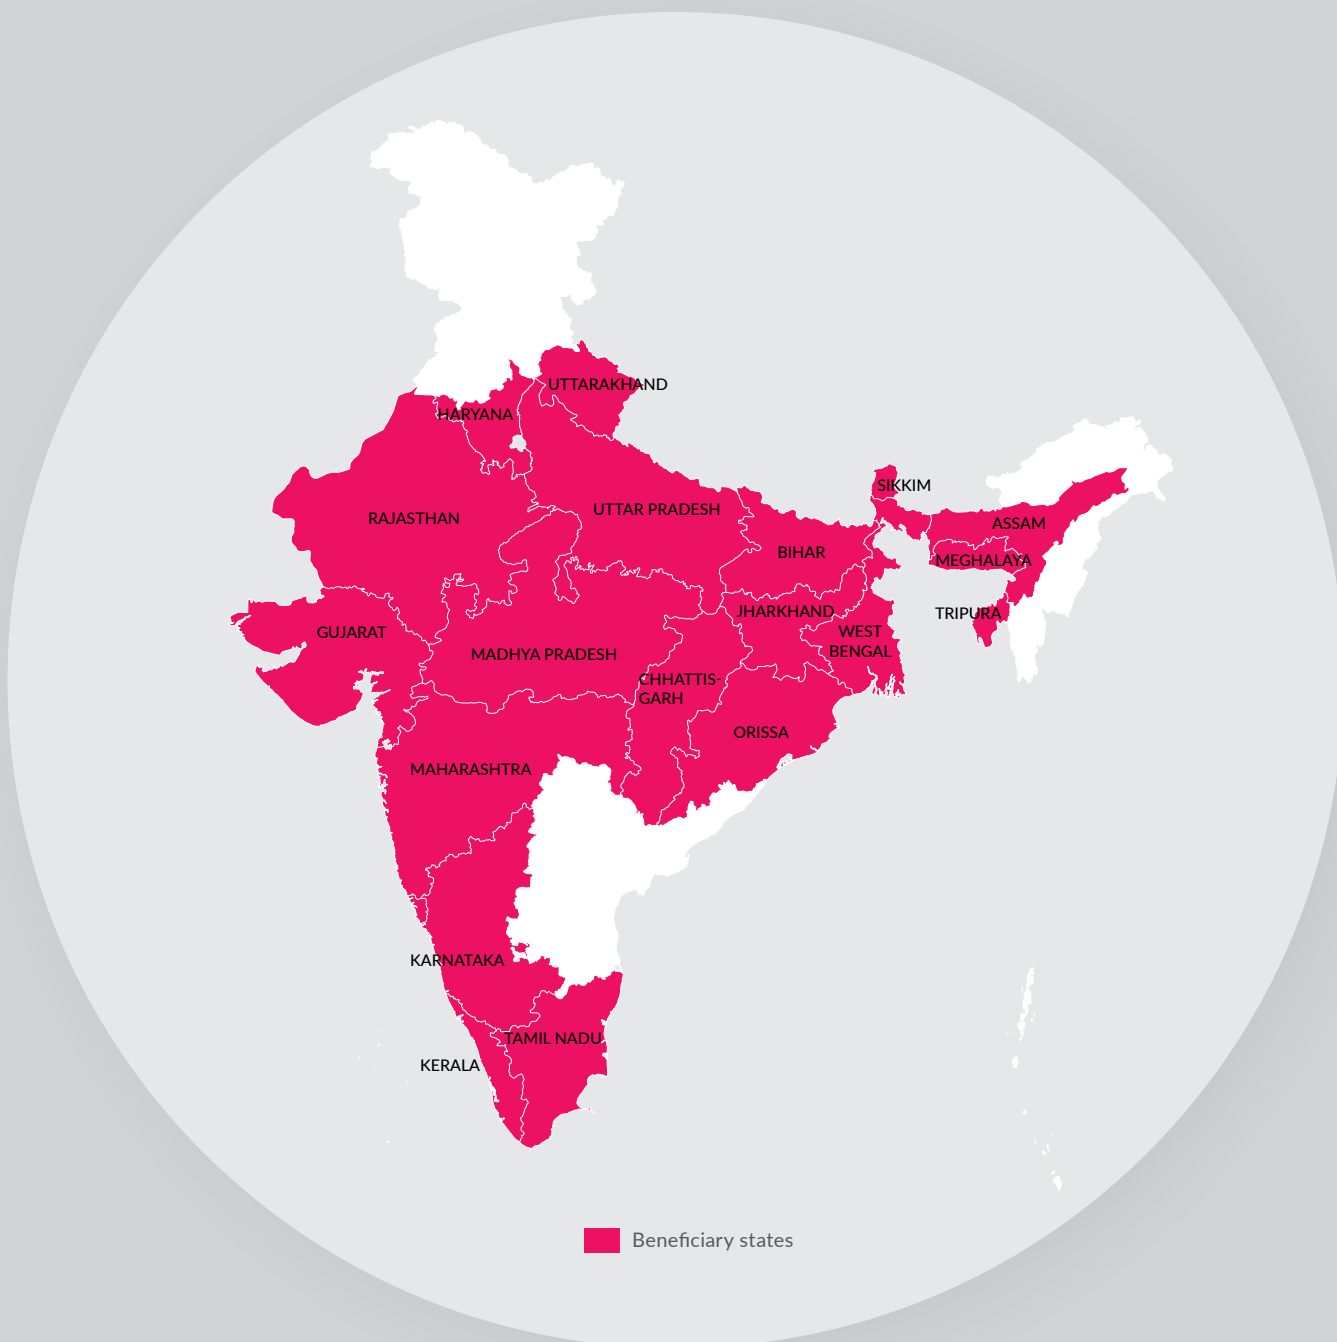 UTTARAKHAND
HARYANA
SIKKIM
RAJASTHAN
UTTAR PRADESH
ASSAM
BIHAR
MEGHALAYA
JHARKHAND
TRIPURA
GUJARAT
WEST
BENGAL
MADHYA PRADESH
CHHATTIS-
GARH
ORISSA
MAHARASHTRA
KARNATAKA
TAMIL NADU
KERALA
Beneficiary states